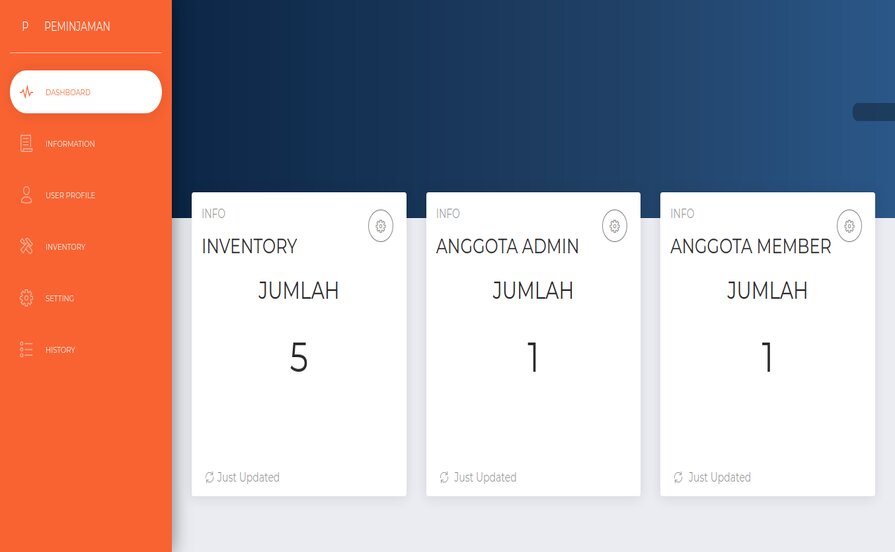 P PEMINJAMAN
DASHBOARD
INFORMATION
USER PROFILE
INVENTORY
SETTING
HISTORY
INFO
INVENTORY
JUMLAH
5
Just Updated
INFO
ANGGOTA ADMIN
JUMLAH
1
Just Updated
INFO
ANGGOTA MEMBER
JUMLAH
1
Just Updated